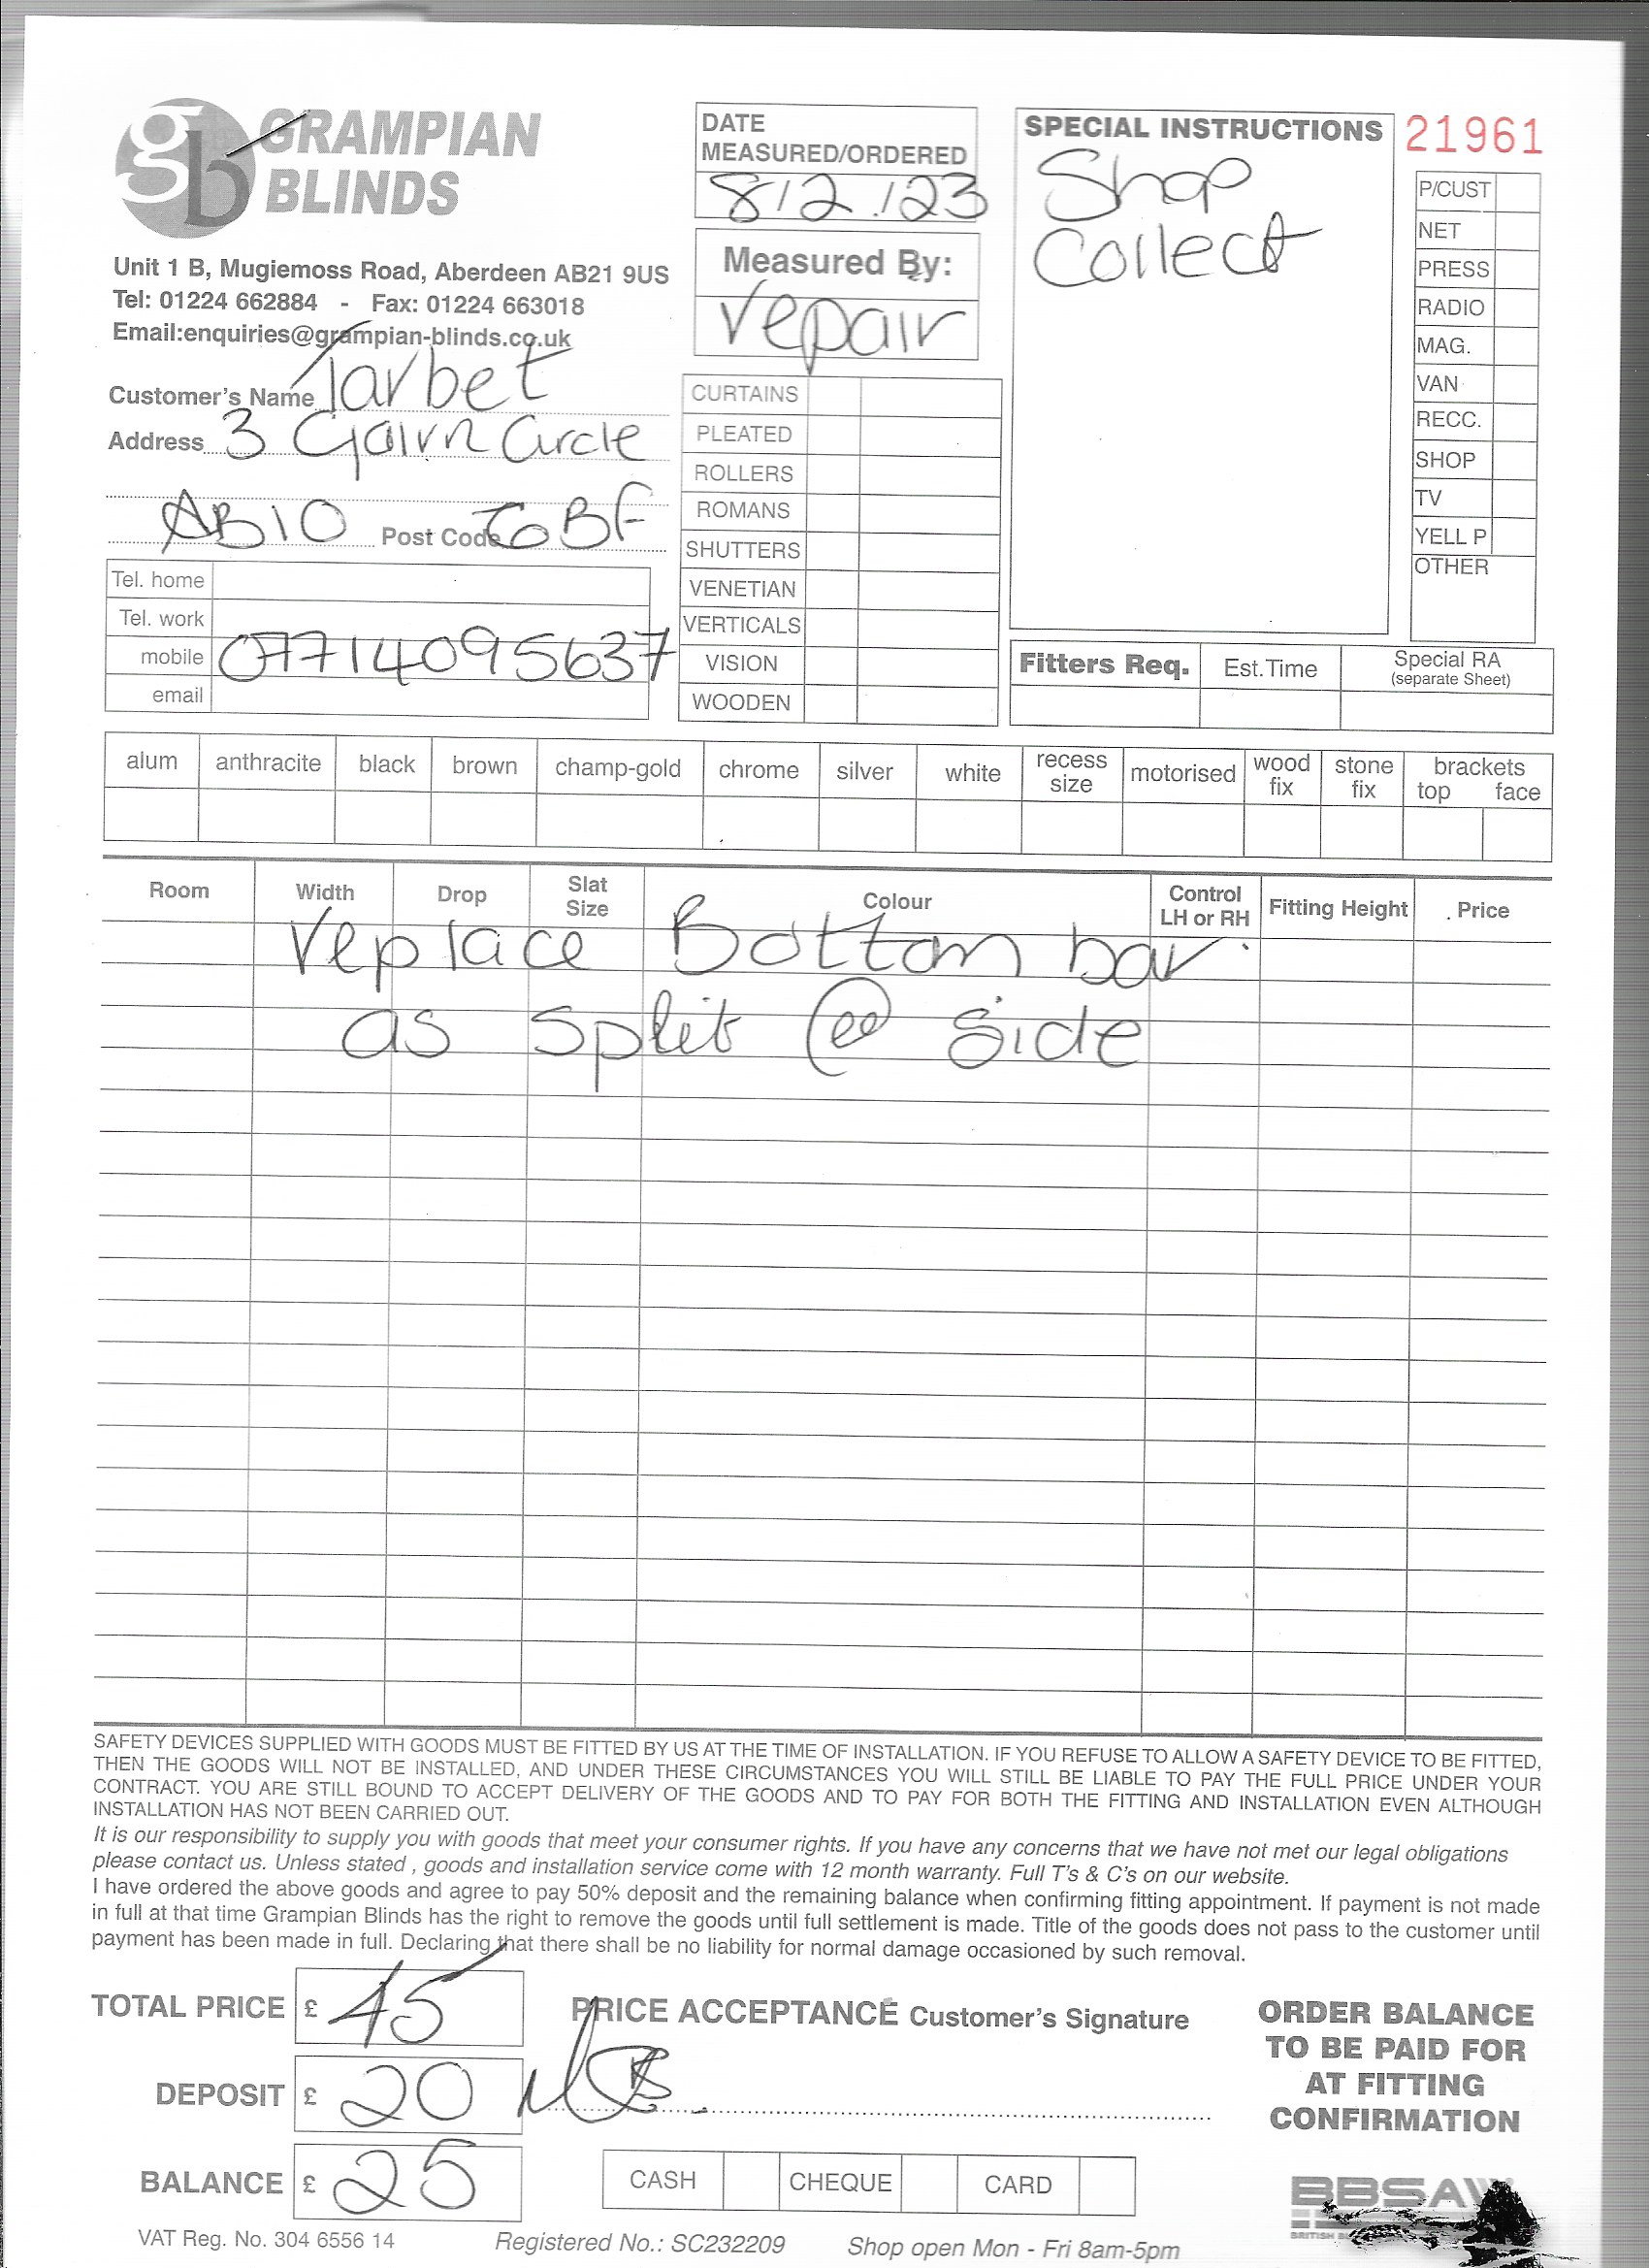 gb GRAMPIAN
BLINDS
Unit 1 B, Mugiemoss Road, Aberdeen AB21 9US
Tel: 01224 662884 - Fax: 01224 663018
Email:enquiries@grampian-blinds.co.uk
Customer's Name Tarbet
Address 3 Gairn Circle
AB10 Post Code 6BF
Tel. home
Tel. work
mobile 07714095637
email
DATE
MEASURED/ORDERED
8/2/23
Measured By:
repair
CURTAINS
PLEATED
ROLLERS
ROMANS
SHUTTERS
VENETIAN
VERTICALS
VISION
WOODEN
SPECIAL INSTRUCTIONS
Shop
Collect
21961
P/CUST
NET
PRESS
RADIO
MAG.
VAN
RECC.
SHOP
TV
YELL P
OTHER
Fitters Req. Est.Time Special RA
(separate Sheet)
alum anthracite black brown champ-gold chrome silver white recess size motorised wood fix stone fix brackets top face
Room Width Drop Slat Size Colour Control LH or RH Fitting Height Price
replace Bottom bar
as split @ side
SAFETY DEVICES SUPPLIED WITH GOODS MUST BE FITTED BY US AT THE TIME OF INSTALLATION. IF YOU REFUSE TO ALLOW A SAFETY DEVICE TO BE FITTED,
THEN THE GOODS WILL NOT BE INSTALLED, AND UNDER THESE CIRCUMSTANCES YOU WILL STILL BE LIABLE TO PAY THE FULL PRICE UNDER YOUR
CONTRACT. YOU ARE STILL BOUND TO ACCEPT DELIVERY OF THE GOODS AND TO PAY FOR BOTH THE FITTING AND INSTALLATION EVEN ALTHOUGH
INSTALLATION HAS NOT BEEN CARRIED OUT.
It is our responsibility to supply you with goods that meet your consumer rights. If you have any concerns that we have not met our legal obligations
please contact us. Unless stated , goods and installation service come with 12 month warranty. Full T's & C's on our website.
I have ordered the above goods and agree to pay 50% deposit and the remaining balance when confirming fitting appointment. If payment is not made
in full at that time Grampian Blinds has the right to remove the goods until full settlement is made. Title of the goods does not pass to the customer until
payment has been made in full. Declaring that there shall be no liability for normal damage occasioned by such removal.
TOTAL PRICE £ 45
PRICE ACCEPTANCE Customer's Signature
DEPOSIT £ 20
BALANCE £ 25
CASH CHEQUE CARD
ORDER BALANCE
TO BE PAID FOR
AT FITTING
CONFIRMATION
BBSA
BRITISH
VAT Reg. No. 304 6556 14 Registered No.: SC232209 Shop open Mon - Fri 8am-5pm